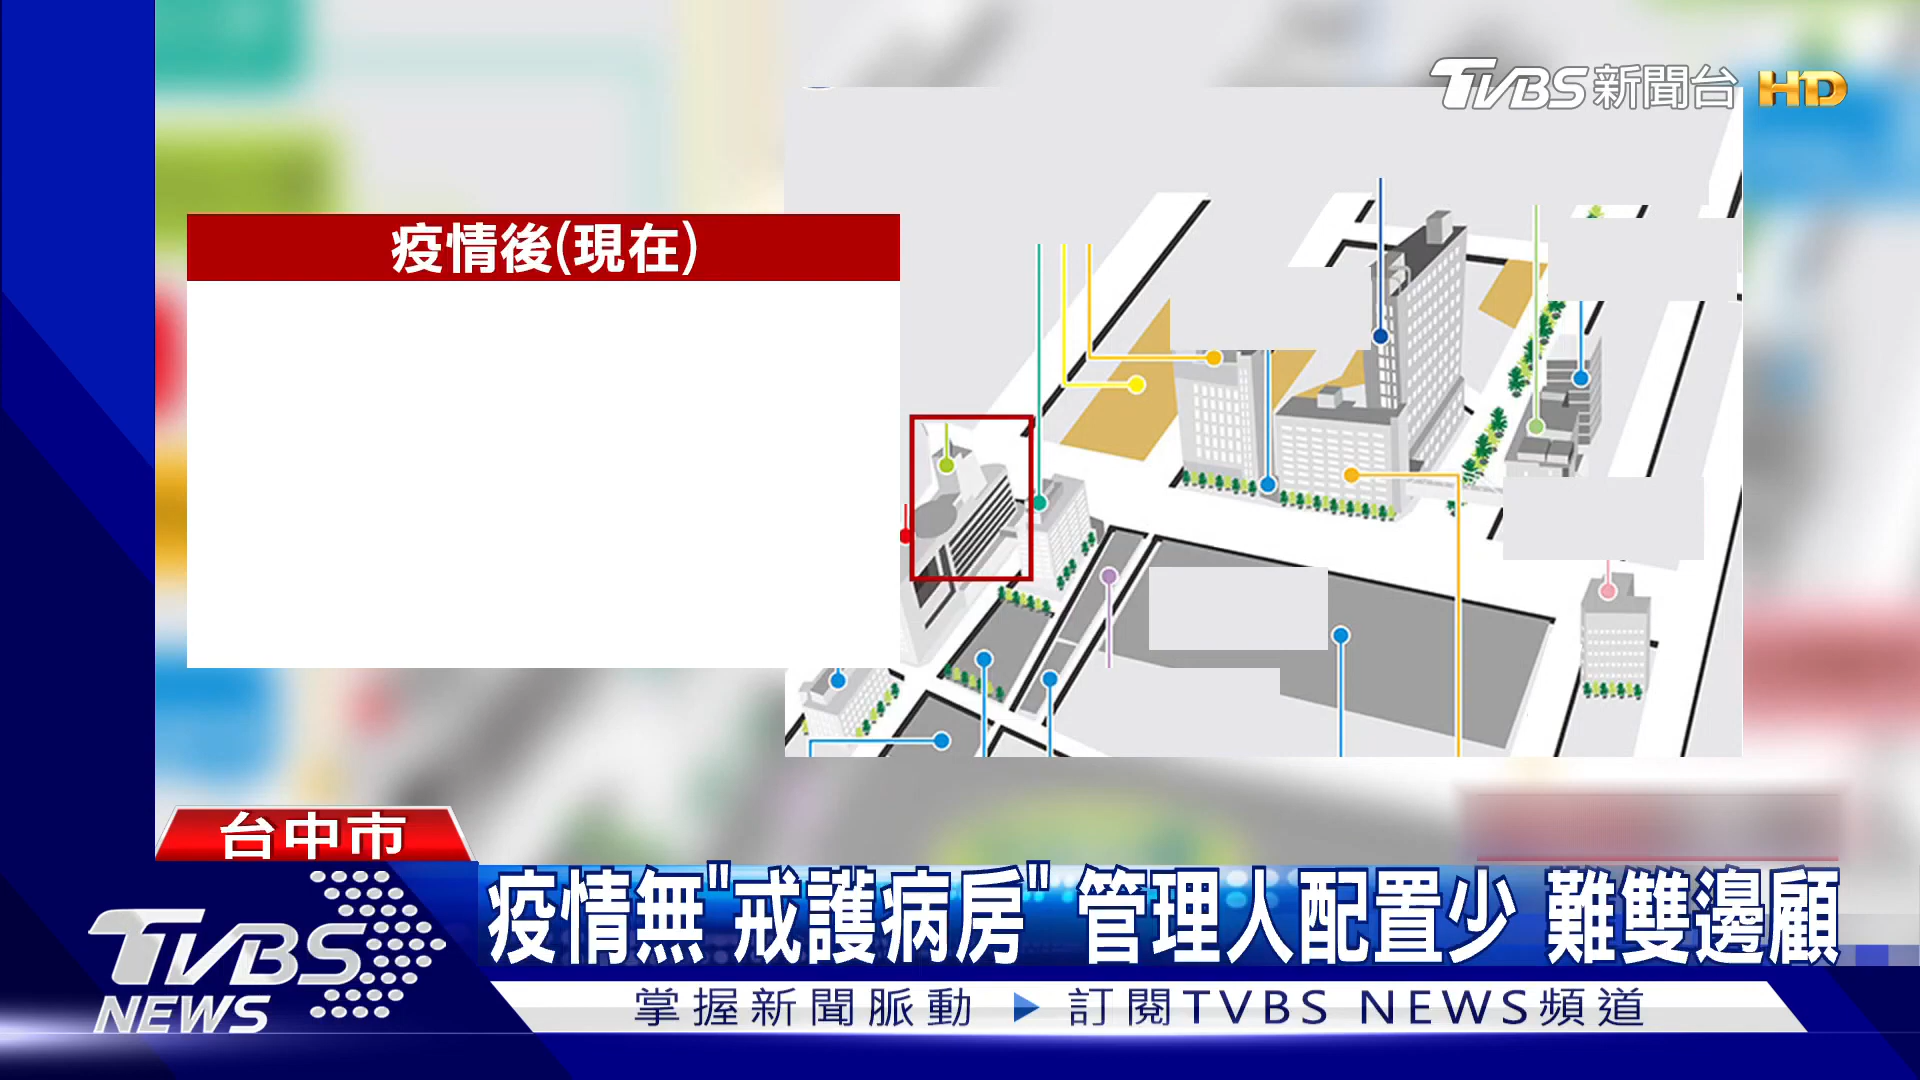 TVBS新聞台 HD
疫情後(現在)
台中市
疫情無"戒護病房" 管理人配置少 難雙邊顧
TVBS
NEWS
掌握新聞脈動 ▶ 訂閱TVBS NEWS頻道